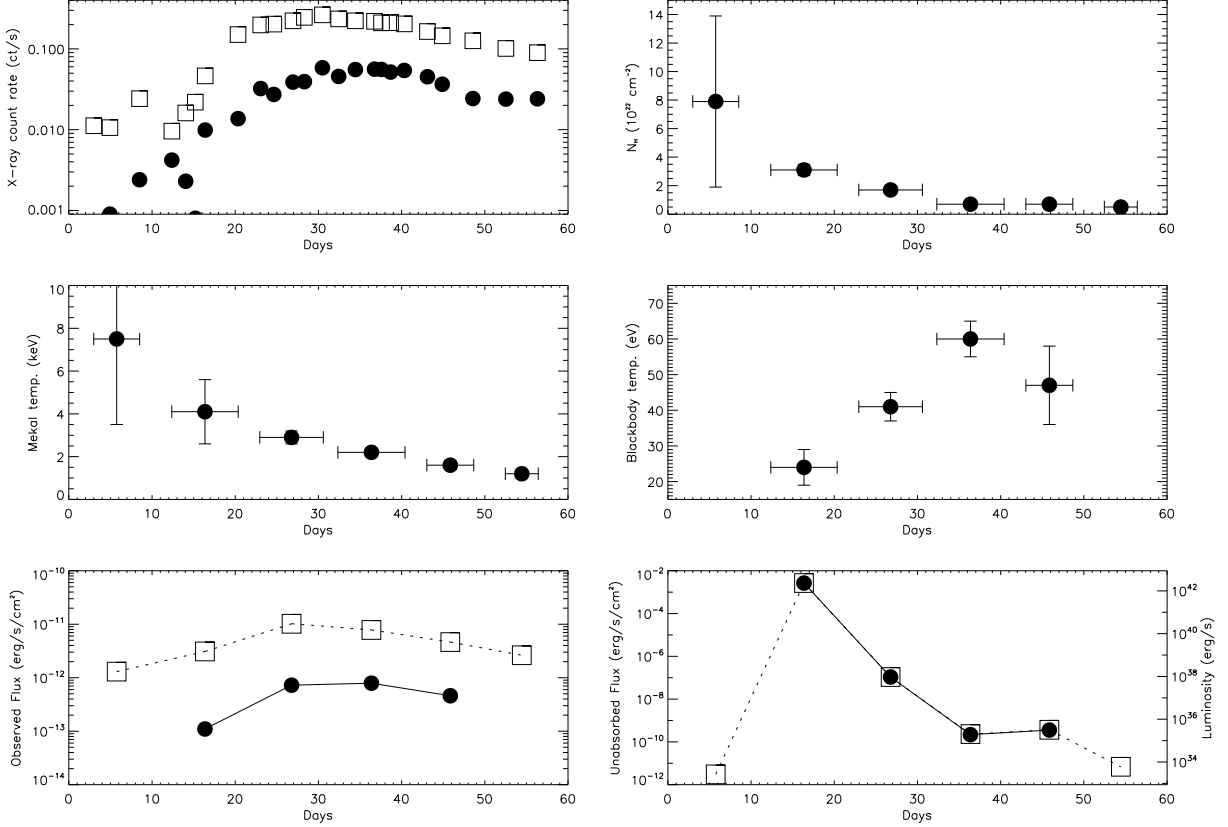 X-ray count rate (ct/s)
0.100
0.010
0.001
0 10 20 30 40 50 60
Days
N_H (10²² cm⁻²)
14
12
10
8
6
4
2
0
0 10 20 30 40 50 60
Days
Mekal temp. (keV)
10
8
6
4
2
0
0 10 20 30 40 50 60
Days
Blackbody temp. (eV)
70
60
50
40
30
20
0 10 20 30 40 50 60
Days
Observed Flux (erg/s/cm²)
10⁻¹⁰
10⁻¹¹
10⁻¹²
10⁻¹³
10⁻¹⁴
0 10 20 30 40 50 60
Days
Unabsorbed Flux (erg/s/cm²)
10⁻²
10⁻⁴
10⁻⁶
10⁻⁸
10⁻¹⁰
10⁻¹²
0 10 20 30 40 50 60
Days
10⁴²
10⁴⁰
10³⁸
10³⁶
10³⁴
Luminosity (erg/s)